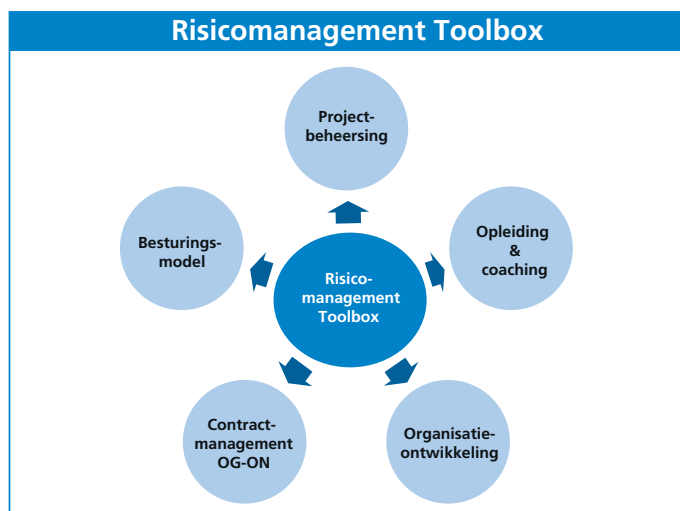 Risicomanagement Toolbox
Project-
beheersing
Besturings-
model
Opleiding
&
coaching
Risico-
management
Toolbox
Contract-
management
OG-ON
Organisatie-
ontwikkeling